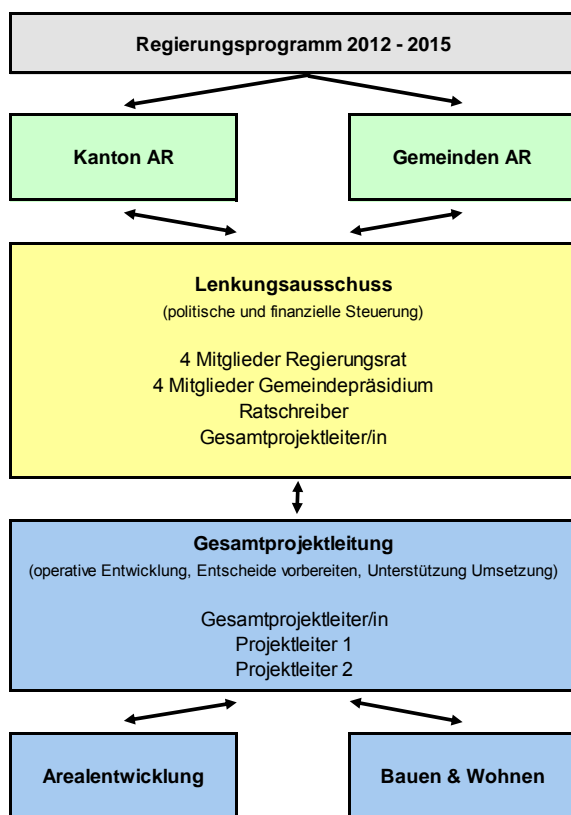 Regierungsprogramm 2012 - 2015
Kanton AR
Gemeinden AR
Lenkungsausschuss
(politische und finanzielle Steuerung)
4 Mitglieder Regierungsrat
4 Mitglieder Gemeindepräsidium
Ratschreiber
Gesamtprojektleiter/in
Gesamtprojektleitung
(operative Entwicklung, Entscheide vorbereiten, Unterstützung Umsetzung)
Gesamtprojektleiter/in
Projektleiter 1
Projektleiter 2
Arealentwicklung
Bauen & Wohnen